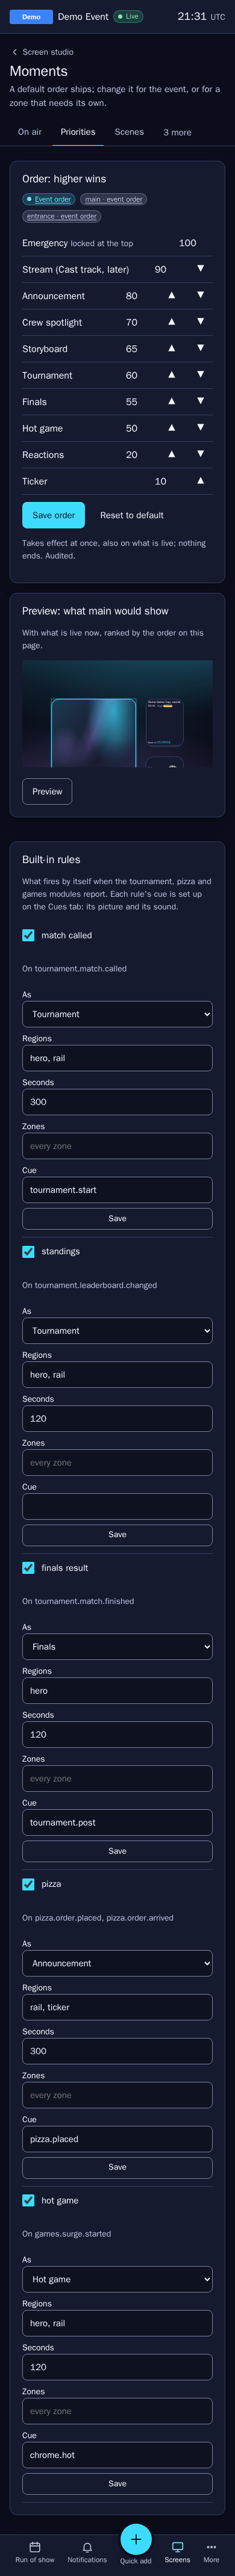 Demo Demo Event Live 21:31 UTC
Screen studio
Moments
A default order ships; change it for the event, or for a
zone that needs its own.
On air Priorities Scenes 3 more
Order: higher wins
Event order main · event order
entrance · event order
Emergency locked at the top 100
Stream (Cast track, later) 90 ▼
Announcement 80 ▲ ▼
Crew spotlight 70 ▲ ▼
Storyboard 65 ▲ ▼
Tournament 60 ▲ ▼
Finals 55 ▲ ▼
Hot game 50 ▲ ▼
Reactions 20 ▲ ▼
Ticker 10 ▲
Save order Reset to default
Takes effect at once, also on what is live; nothing
ends. Audited.
Preview: what main would show
With what is live now, ranked by the order on this
page.
Preview
Built-in rules
What fires by itself when the tournament, pizza and
games modules report. Each rule's cue is set up
on the Cues tab: its picture and its sound.
match called
On tournament.match.called
As
Tournament
Regions
hero, rail
Seconds
300
Zones
every zone
Cue
tournament.start
Save
standings
On tournament.leaderboard.changed
As
Tournament
Regions
hero, rail
Seconds
120
Zones
every zone
Cue
Save
finals result
On tournament.match.finished
As
Finals
Regions
hero
Seconds
120
Zones
every zone
Cue
tournament.post
Save
pizza
On pizza.order.placed, pizza.order.arrived
As
Announcement
Regions
rail, ticker
Seconds
300
Zones
every zone
Cue
pizza.placed
Save
hot game
On games.surge.started
As
Hot game
Regions
hero, rail
Seconds
120
Zones
every zone
Cue
chrome.hot
Save
Run of show Notifications Quick add Screens More